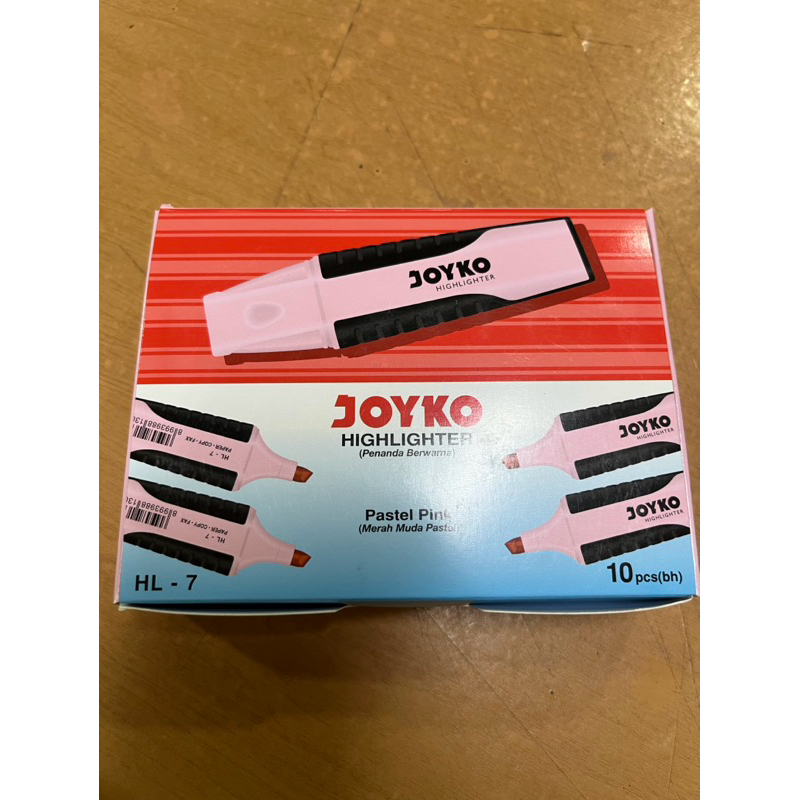 JOYKO
HIGHLIGHTER
JOYKO
HIGHLIGHTER
(Penanda Berwarna)
PAPER - COPY - FAX
HL - 7
JOYKO
HIGHLIGHTER
Pastel Pink
(Merah Muda Pastel)
PAPER - COPY - FAX
HL - 7
JOYKO
HIGHLIGHTER
HL - 7
10 pcs(bh)